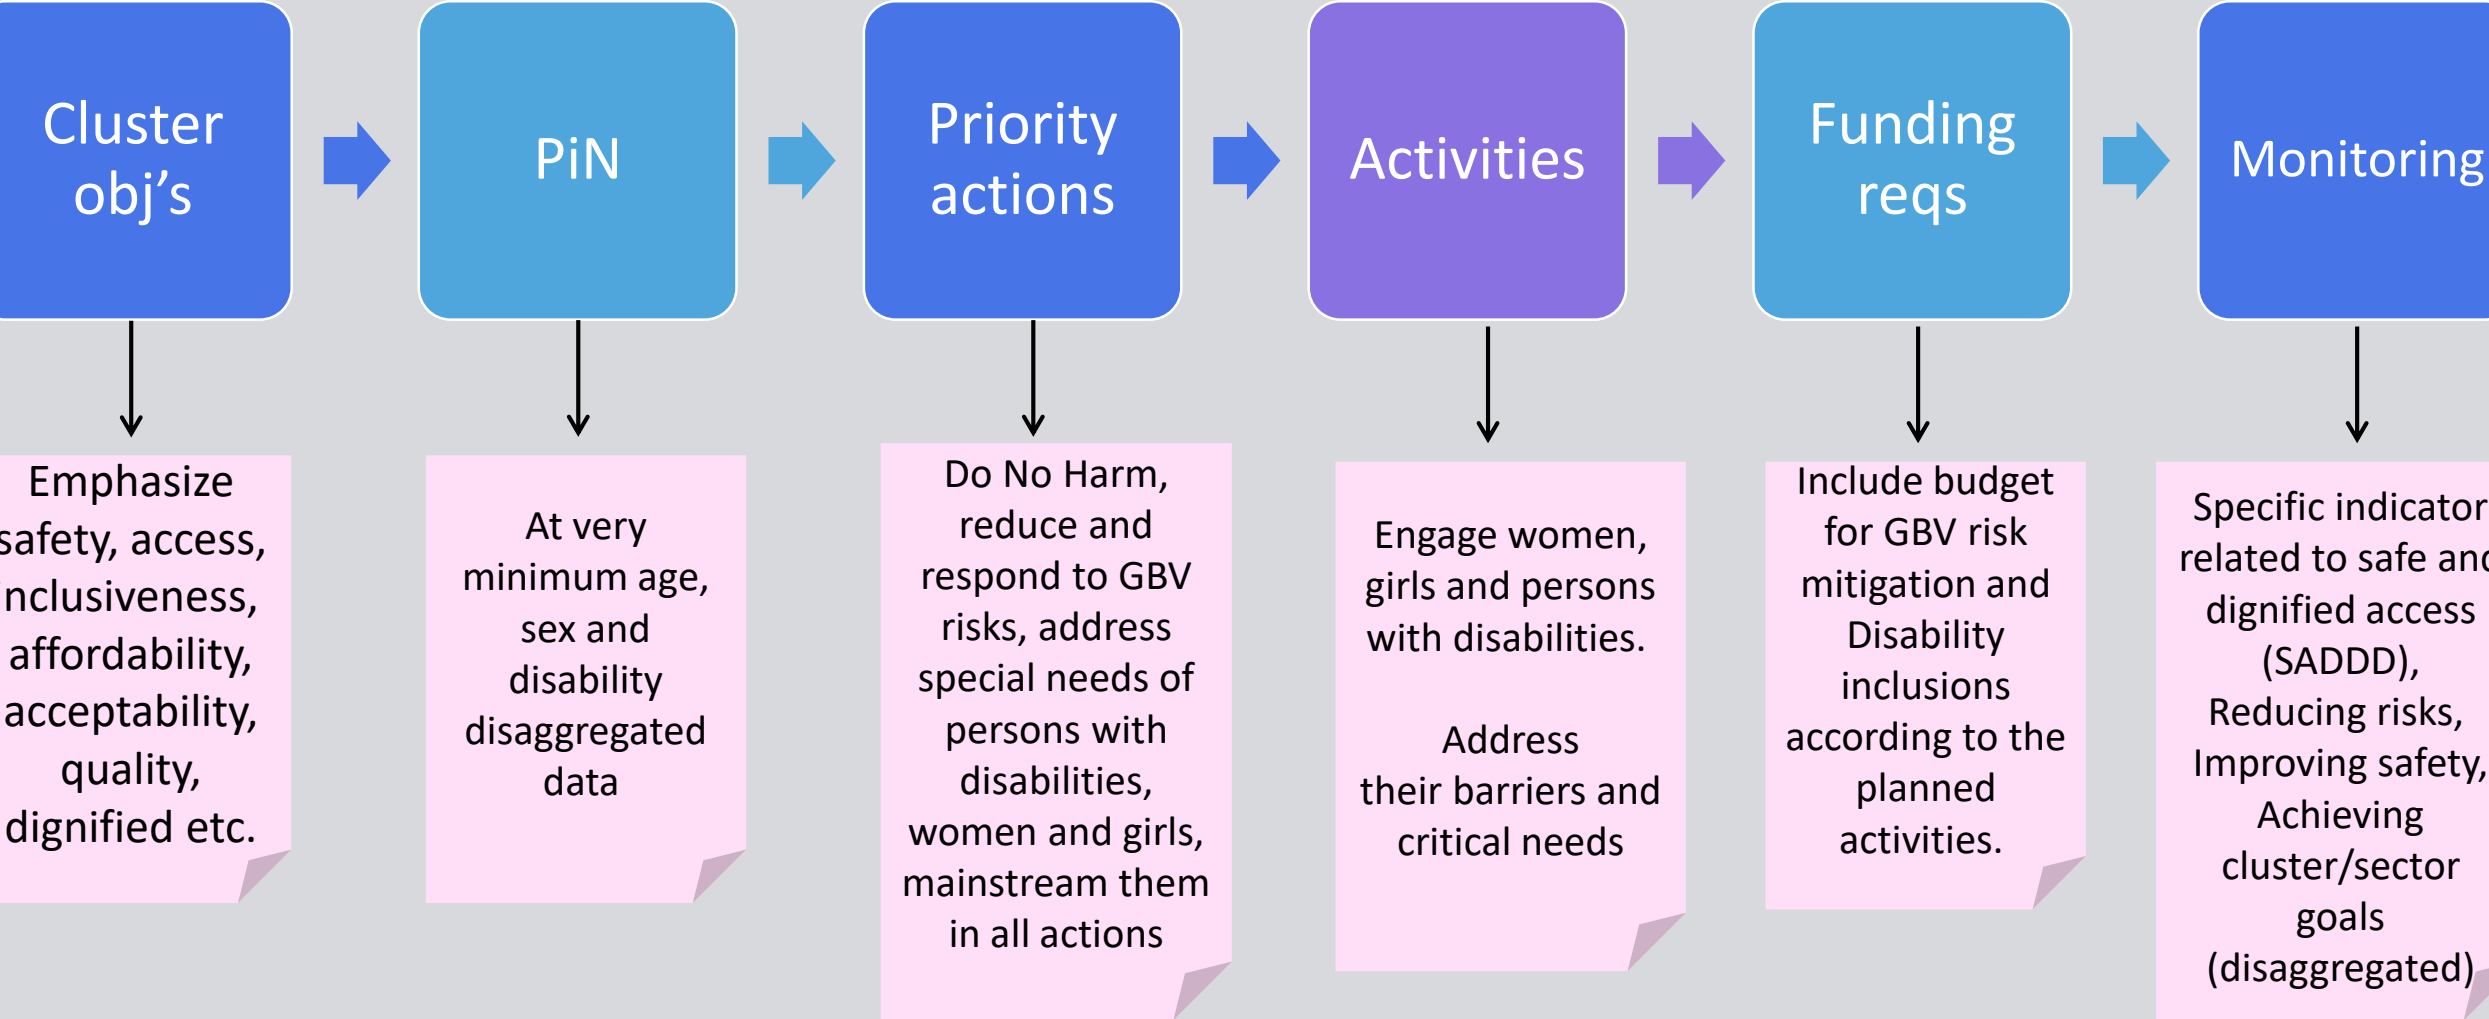 Cluster
obj’s
PiN
Priority
actions
Activities
Funding
reqs
Monitoring
Emphasize
safety, access,
inclusiveness,
affordability,
acceptability,
quality,
dignified etc.
At very
minimum age,
sex and
disability
disaggregated
data
Do No Harm,
reduce and
respond to GBV
risks, address
special needs of
persons with
disabilities,
women and girls,
mainstream them
in all actions
Engage women,
girls and persons
with disabilities.
Address
their barriers and
critical needs
Include budget
for GBV risk
mitigation and
Disability
inclusions
according to the
planned
activities.
Specific indicator
related to safe and
dignified access
(SADDD),
Reducing risks,
Improving safety,
Achieving
cluster/sector
goals
(disaggregated)